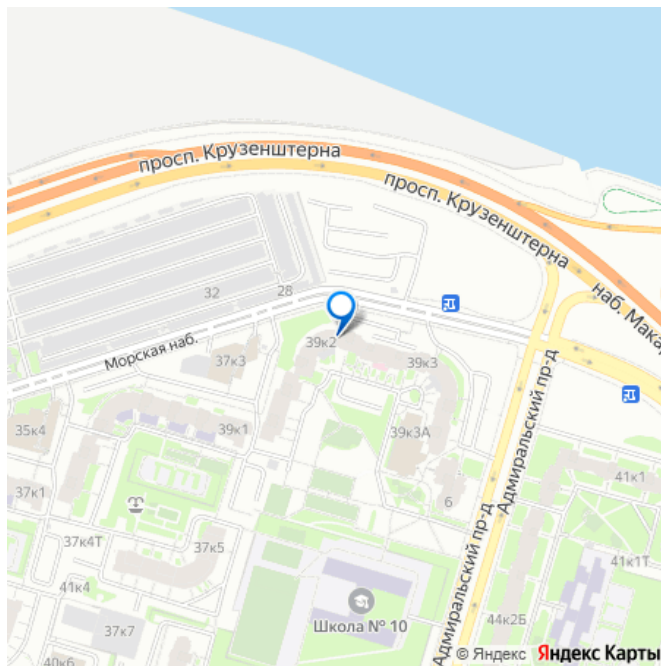 просп. Крузенштерна
просп. Крузенштерна
наб. Мака
32
28
Морская наб.
37к3
39к2
39к3
Адмиральский пр-д
35к4
39к1
39к3А
37к1
6
Адмиральский пр-д
41к1
37к4Т
37к5
41к1Т
41к4
37к7
Школа № 10
44к2Б
40к6
© Яндекс Яндекс Карты